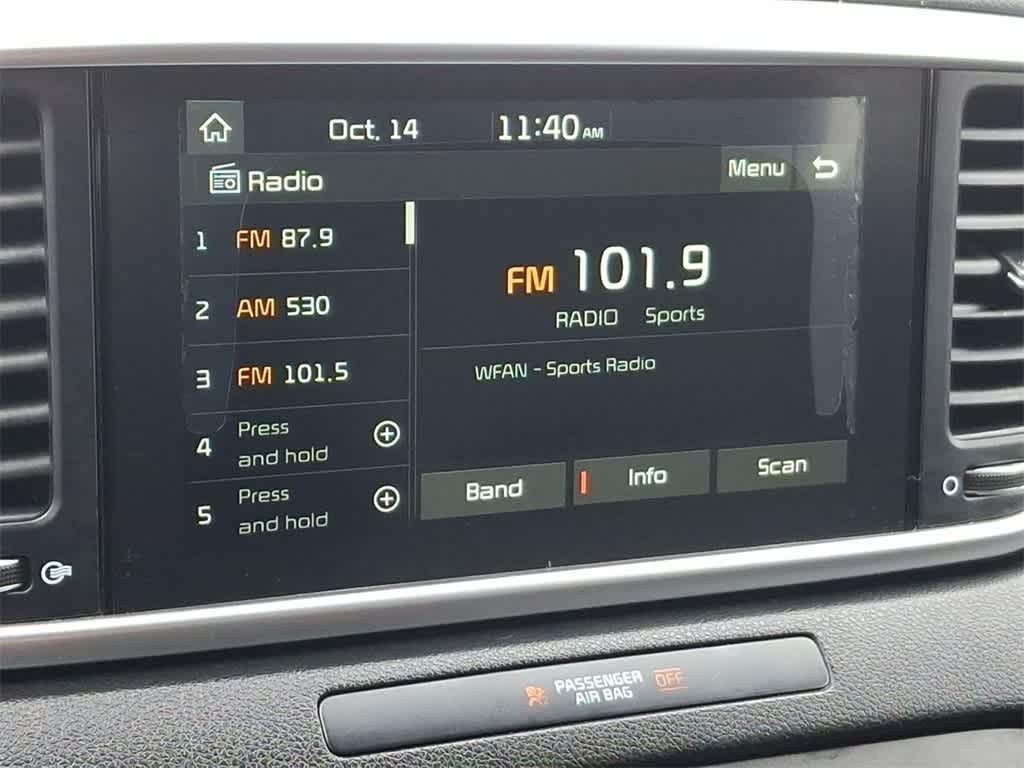 Oct. 14 11:40 AM
Radio Menu
1 FM 87.9
2 AM 530
3 FM 101.5
4 Press
and hold
5 Press
and hold
FM 101.9
RADIO Sports
WFAN - Sports Radio
Band Info Scan
PASSENGER
AIR BAG OFF